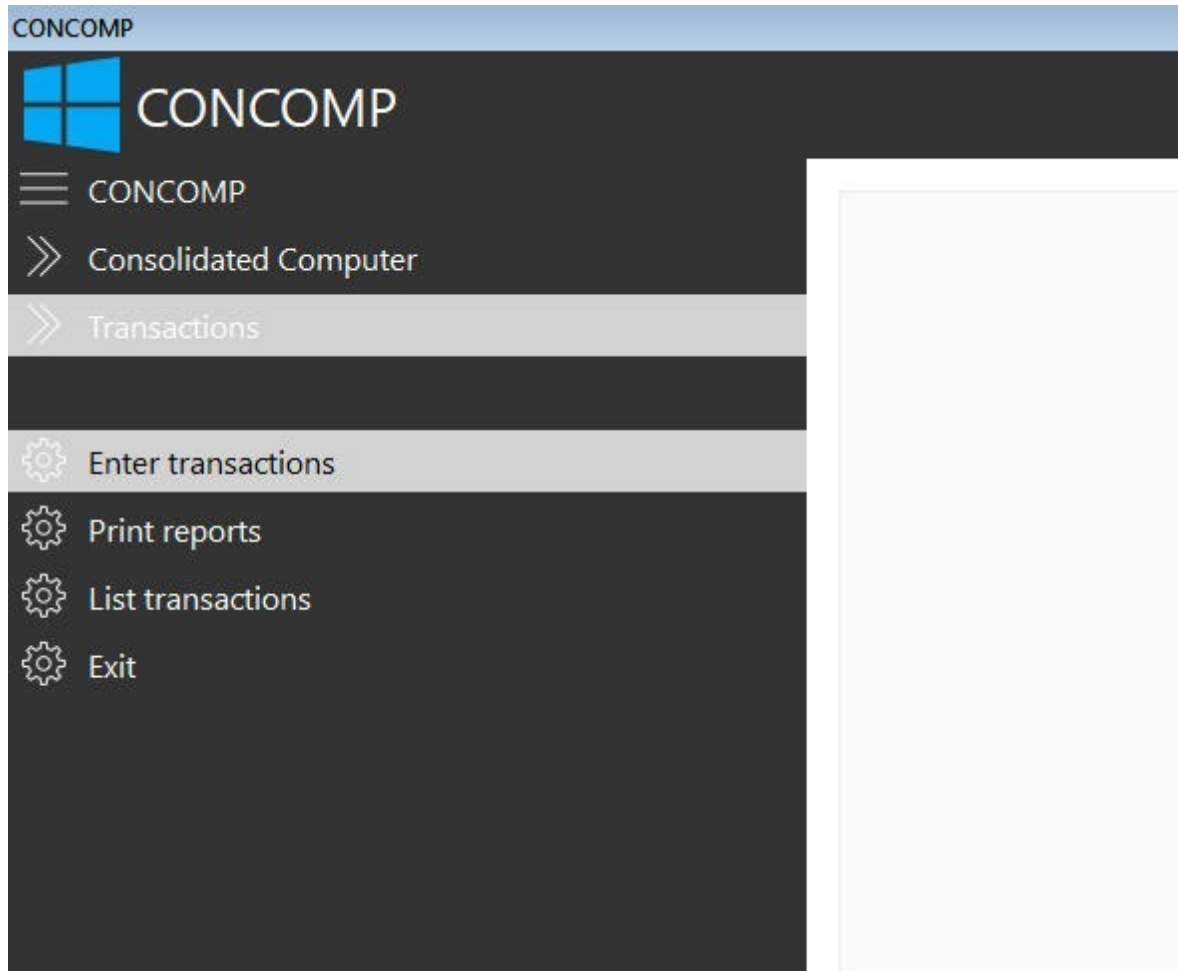 CONCOMP
CONCOMP
CONCOMP
Consolidated Computer
Transactions
Enter transactions
Print reports
List transactions
Exit